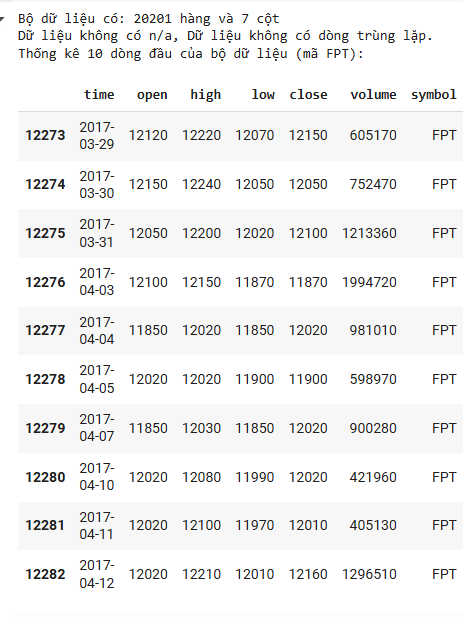 Bộ dữ liệu có: 20201 hàng và 7 cột
Dữ liệu không có n/a, Dữ liệu không có dòng trùng lặp.
Thống kê 10 dòng đầu của bộ dữ liệu (mã FPT):
time open high low close volume symbol
12273 2017-03-29 12120 12220 12070 12150 605170 FPT
12274 2017-03-30 12150 12240 12050 12050 752470 FPT
12275 2017-03-31 12050 12200 12020 12100 1213360 FPT
12276 2017-04-03 12100 12150 11870 11870 1994720 FPT
12277 2017-04-04 11850 12020 11850 12020 981010 FPT
12278 2017-04-05 12020 12020 11900 11900 598970 FPT
12279 2017-04-07 11850 12030 11850 12020 900280 FPT
12280 2017-04-10 12020 12080 11990 12020 421960 FPT
12281 2017-04-11 12020 12100 11970 12010 405130 FPT
12282 2017-04-12 12020 12210 12010 12160 1296510 FPT